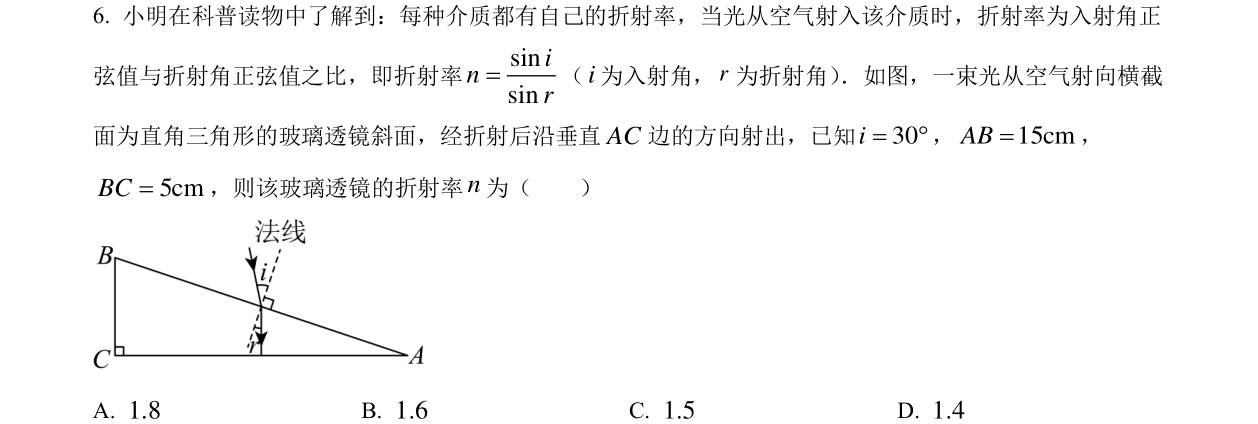 6. 小明在科普读物中了解到：每种介质都有自己的折射率，当光从空气射入该介质时，折射率为入射角正
弦值与折射角正弦值之比，即折射率 n = sin i / sin r （ i 为入射角， r 为折射角）．如图，一束光从空气射向横截
面为直角三角形的玻璃透镜斜面，经折射后沿垂直 AC 边的方向射出，已知 i = 30°， AB = 15cm，
BC = 5cm，则该玻璃透镜的折射率 n 为（　　）
法线
B
i
r
C
A
A. 1.8 B. 1.6 C. 1.5 D. 1.4